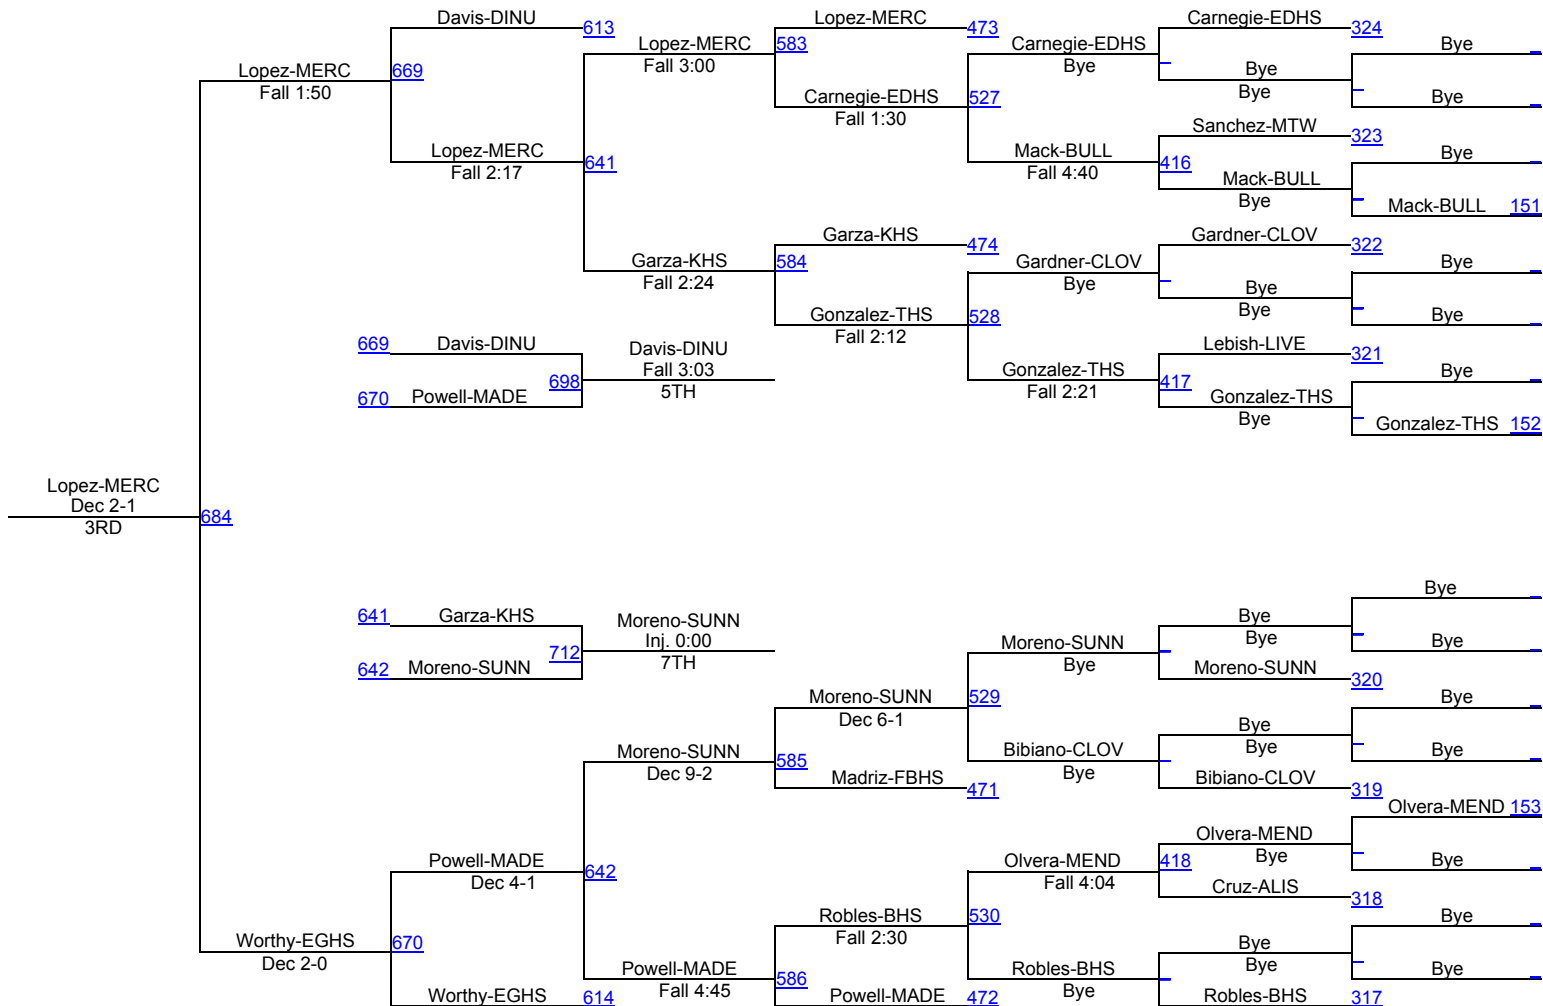 Davis-DINU
613
Lopez-MERC
473
Carnegie-EDHS
324
Lopez-MERC
583
Carnegie-EDHS
Bye
Bye
Lopez-MERC
Fall 1:50
669
Fall 3:00
Bye
Bye
Carnegie-EDHS
Fall 1:30
527
Bye
Sanchez-MTW
323
Lopez-MERC
Fall 2:17
641
Mack-BULL
Fall 4:40
416
Bye
Mack-BULL
Bye
Mack-BULL 151
Garza-KHS
474
Gardner-CLOV
322
Garza-KHS
Fall 2:24
584
Gardner-CLOV
Bye
Bye
Bye
Bye
Gonzalez-THS
Fall 2:12
528
Bye
669
Davis-DINU
Davis-DINU
Fall 3:03
5TH
698
670
Powell-MADE
Lebish-LIVE
321
Gonzalez-THS
Fall 2:21
417
Bye
Gonzalez-THS
Bye
Gonzalez-THS 152
Lopez-MERC
Dec 2-1
3RD
684
641
Garza-KHS
Moreno-SUNN
Inj. 0:00
7TH
712
642
Moreno-SUNN
Bye
Bye
Bye
Bye
Moreno-SUNN
Bye
Moreno-SUNN
320
Moreno-SUNN
Dec 6-1
529
Bye
Bye
Bye
Bye
Moreno-SUNN
Dec 9-2
585
Bibiano-CLOV
Bye
Madriz-FBHS
471
Bibiano-CLOV
319
Olvera-MEND 153
Olvera-MEND
Bye
Bye
Powell-MADE
Dec 4-1
642
Olvera-MEND
Fall 4:04
418
Cruz-ALIS
318
Robles-BHS
Fall 2:30
530
Bye
Worthy-EGHS
Dec 2-0
670
Bye
Bye
Bye
Powell-MADE
Fall 4:45
586
Robles-BHS
Bye
Worthy-EGHS
614
Powell-MADE
472
Robles-BHS
317